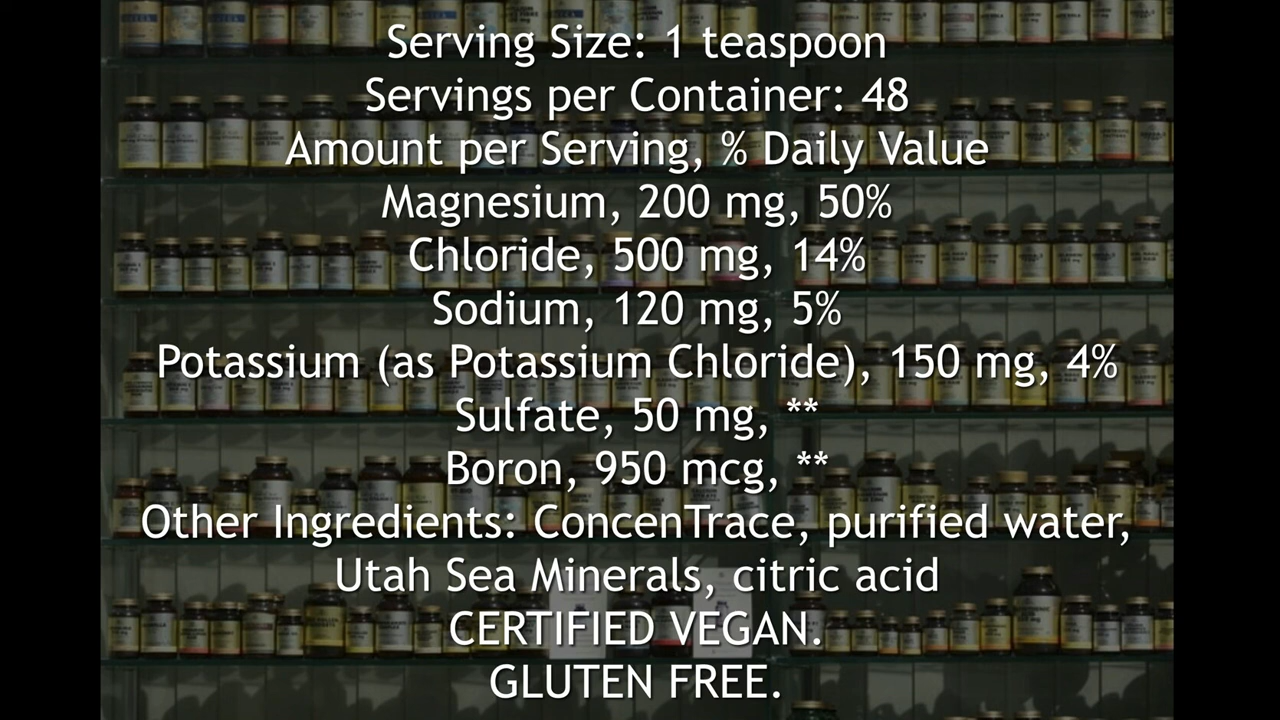 Serving Size: 1 teaspoon
Servings per Container: 48
Amount per Serving, % Daily Value
Magnesium, 200 mg, 50%
Chloride, 500 mg, 14%
Sodium, 120 mg, 5%
Potassium (as Potassium Chloride), 150 mg, 4%
Sulfate, 50 mg, **
Boron, 950 mcg, **
Other Ingredients: ConcenTrace, purified water,
Utah Sea Minerals, citric acid
CERTIFIED VEGAN.
GLUTEN FREE.